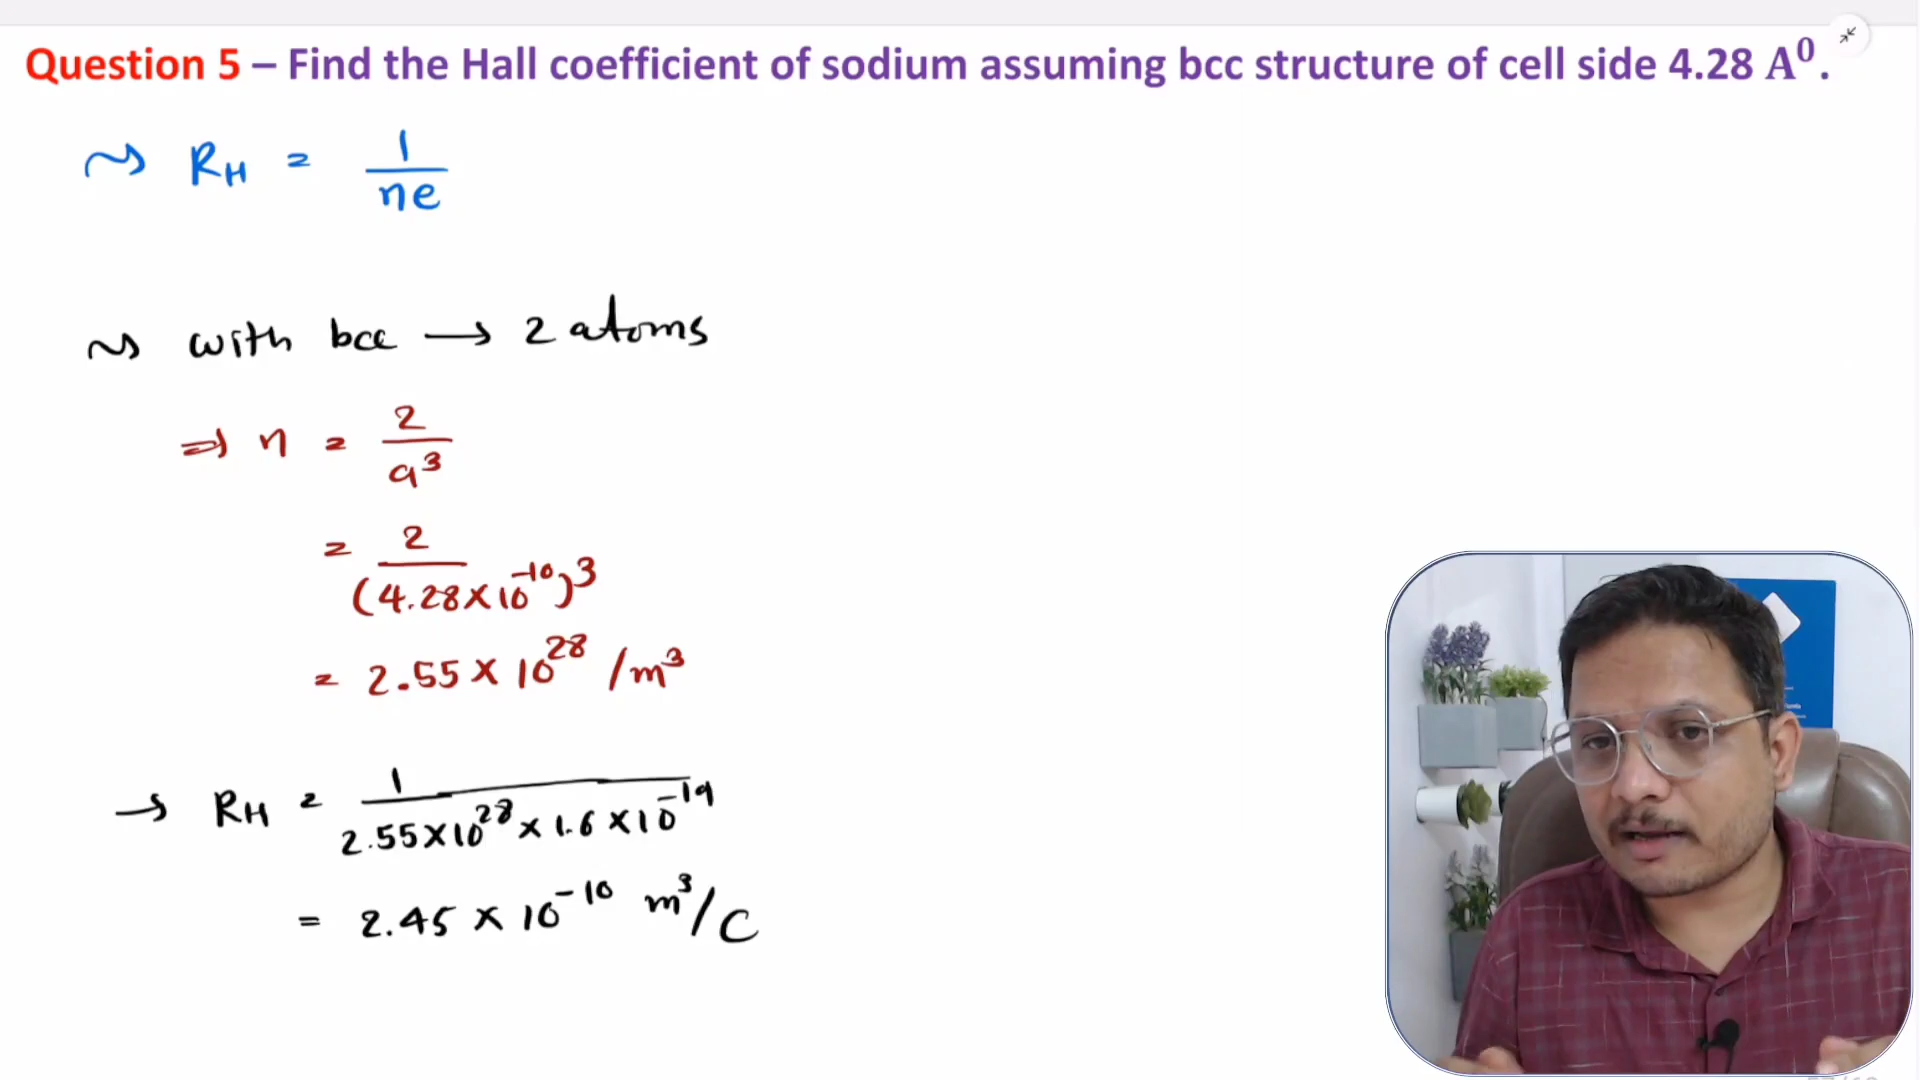 Question 5 – Find the Hall coefficient of sodium assuming bcc structure of cell side 4.28 A⁰.
~> R_H = 1/ne
~> with bcc → 2 atoms
⇒ n = 2/a³
= 2/(4.28×10⁻¹⁰)³
= 2.55 × 10²⁸ /m³
→ R_H = 1/2.55×10²⁸ × 1.6 × 10⁻¹⁹
= 2.45 × 10⁻¹⁰ m³/C